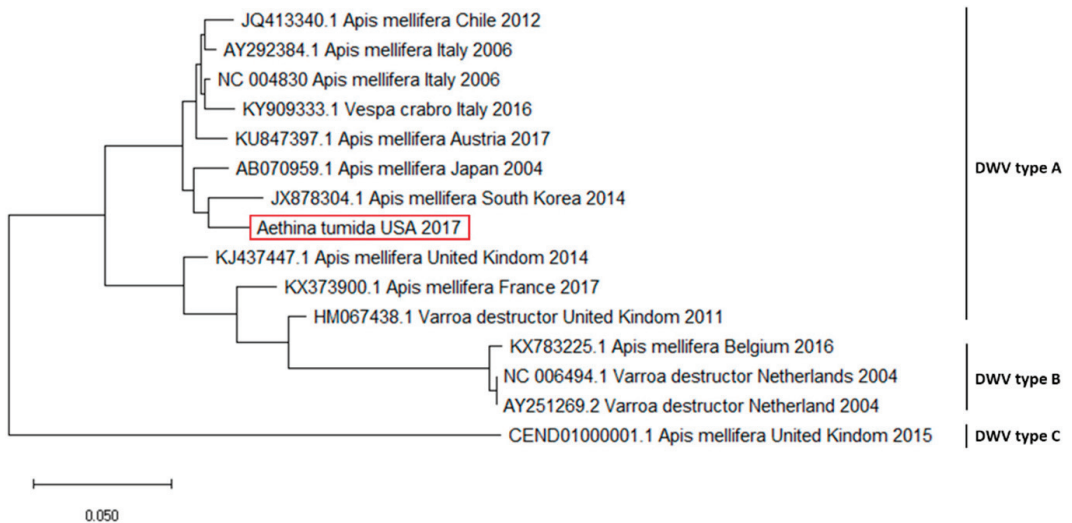 JQ413340.1 Apis mellifera Chile 2012
AY292384.1 Apis mellifera Italy 2006
NC 004830 Apis mellifera Italy 2006
KY909333.1 Vespa crabro Italy 2016
KU847397.1 Apis mellifera Austria 2017
AB070959.1 Apis mellifera Japan 2004
DWV type A
JX878304.1 Apis mellifera South Korea 2014
Aethina tumida USA 2017
KJ437447.1 Apis mellifera United Kindom 2014
KX373900.1 Apis mellifera France 2017
HM067438.1 Varroa destructor United Kindom 2011
KX783225.1 Apis mellifera Belgium 2016
NC 006494.1 Varroa destructor Netherlands 2004
DWV type B
AY251269.2 Varroa destructor Netherland 2004
CEND01000001.1 Apis mellifera United Kindom 2015
DWV type C
0.050